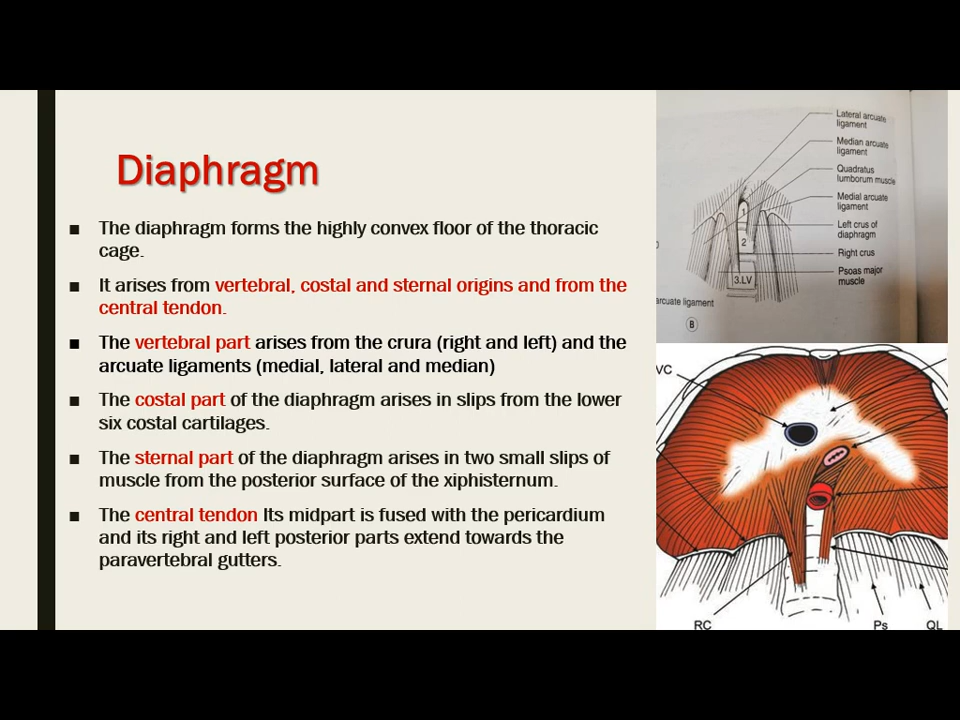 Diaphragm
■ The diaphragm forms the highly convex floor of the thoracic
cage.
■ It arises from vertebral, costal and sternal origins and from the
central tendon.
■ The vertebral part arises from the crura (right and left) and the
arcuate ligaments (medial, lateral and median)
■ The costal part of the diaphragm arises in slips from the lower
six costal cartilages.
■ The sternal part of the diaphragm arises in two small slips of
muscle from the posterior surface of the xiphisternum.
■ The central tendon Its midpart is fused with the pericardium
and its right and left posterior parts extend towards the
paravertebral gutters.
Lateral arcuate
ligament
Median arcuate
ligament
Quadratus
lumborum muscle
Medial arcuate
ligament
Left crus of
diaphragm
Right crus
Psoas major
muscle
1
2
3.LV
arcuate ligament
B
VC
RC
Ps
QL